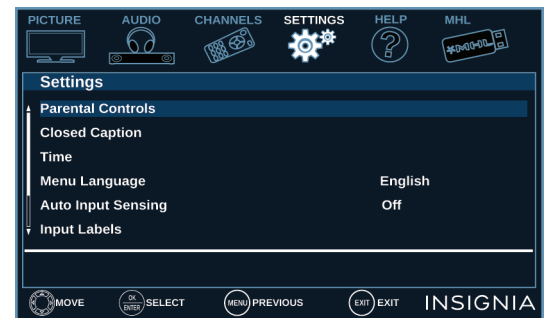 PICTURE AUDIO CHANNELS SETTINGS HELP MHL
?
MHL
Settings
Parental Controls
Closed Caption
Time
Menu Language English
Auto Input Sensing Off
Input Labels
MOVE OK ENTER SELECT MENU PREVIOUS EXIT EXIT INSIGNIA